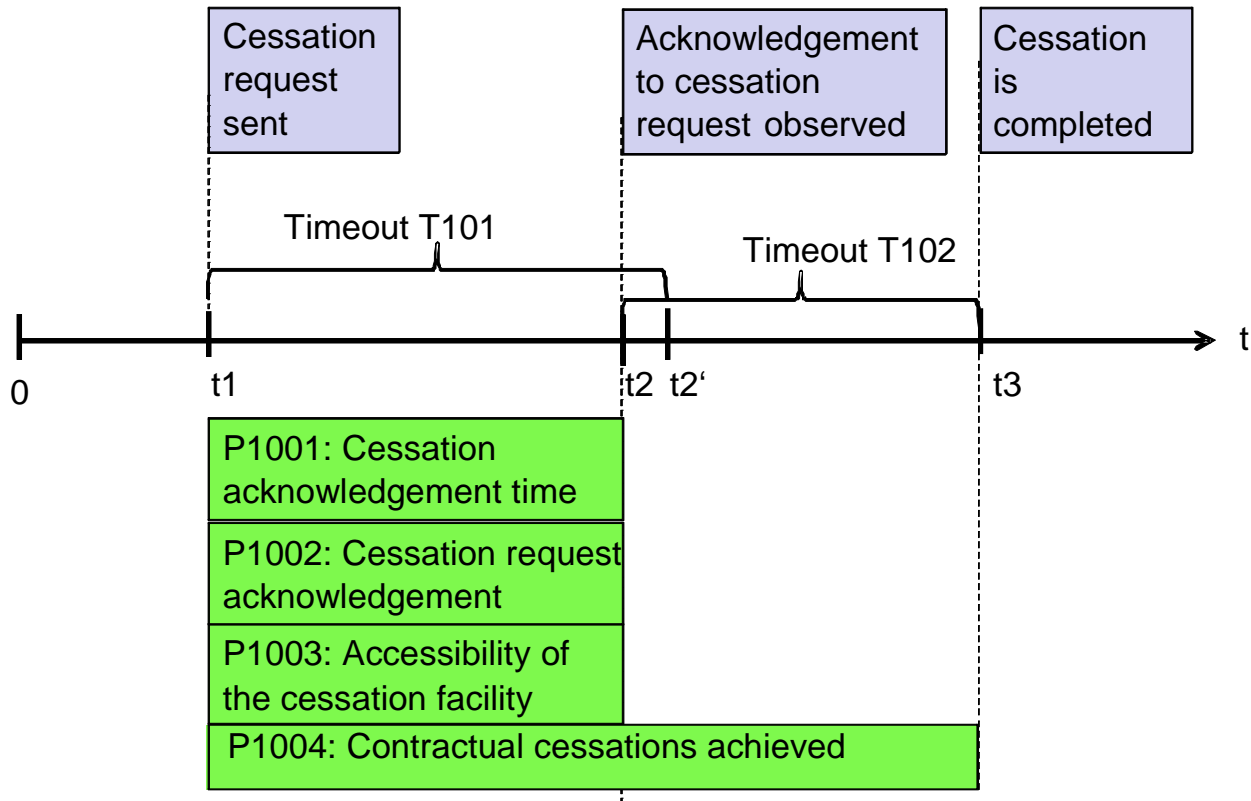 Cessation
request
sent
Acknowledgement
to cessation
request observed
Cessation
is
completed
Timeout T101
Timeout T102
t
0
t1
t2
t2‘
t3
P1001: Cessation
acknowledgement time
P1002: Cessation request
acknowledgement
P1003: Accessibility of
the cessation facility
P1004: Contractual cessations achieved